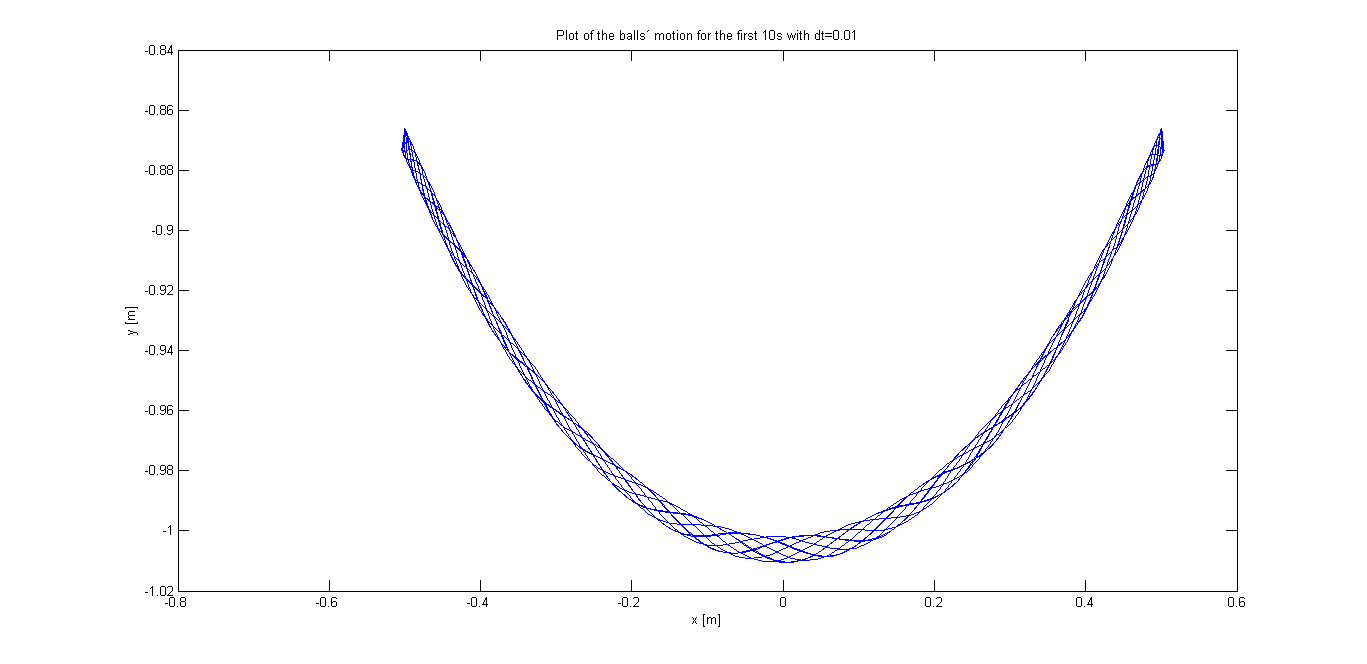 Plot of the balls´ motion for the first 10s with dt=0.01
-0.84
-0.86
-0.88
-0.9
-0.92
-0.94
-0.96
-0.98
-1
-1.02
y [m]
-0.8 -0.6 -0.4 -0.2 0 0.2 0.4 0.6
x [m]